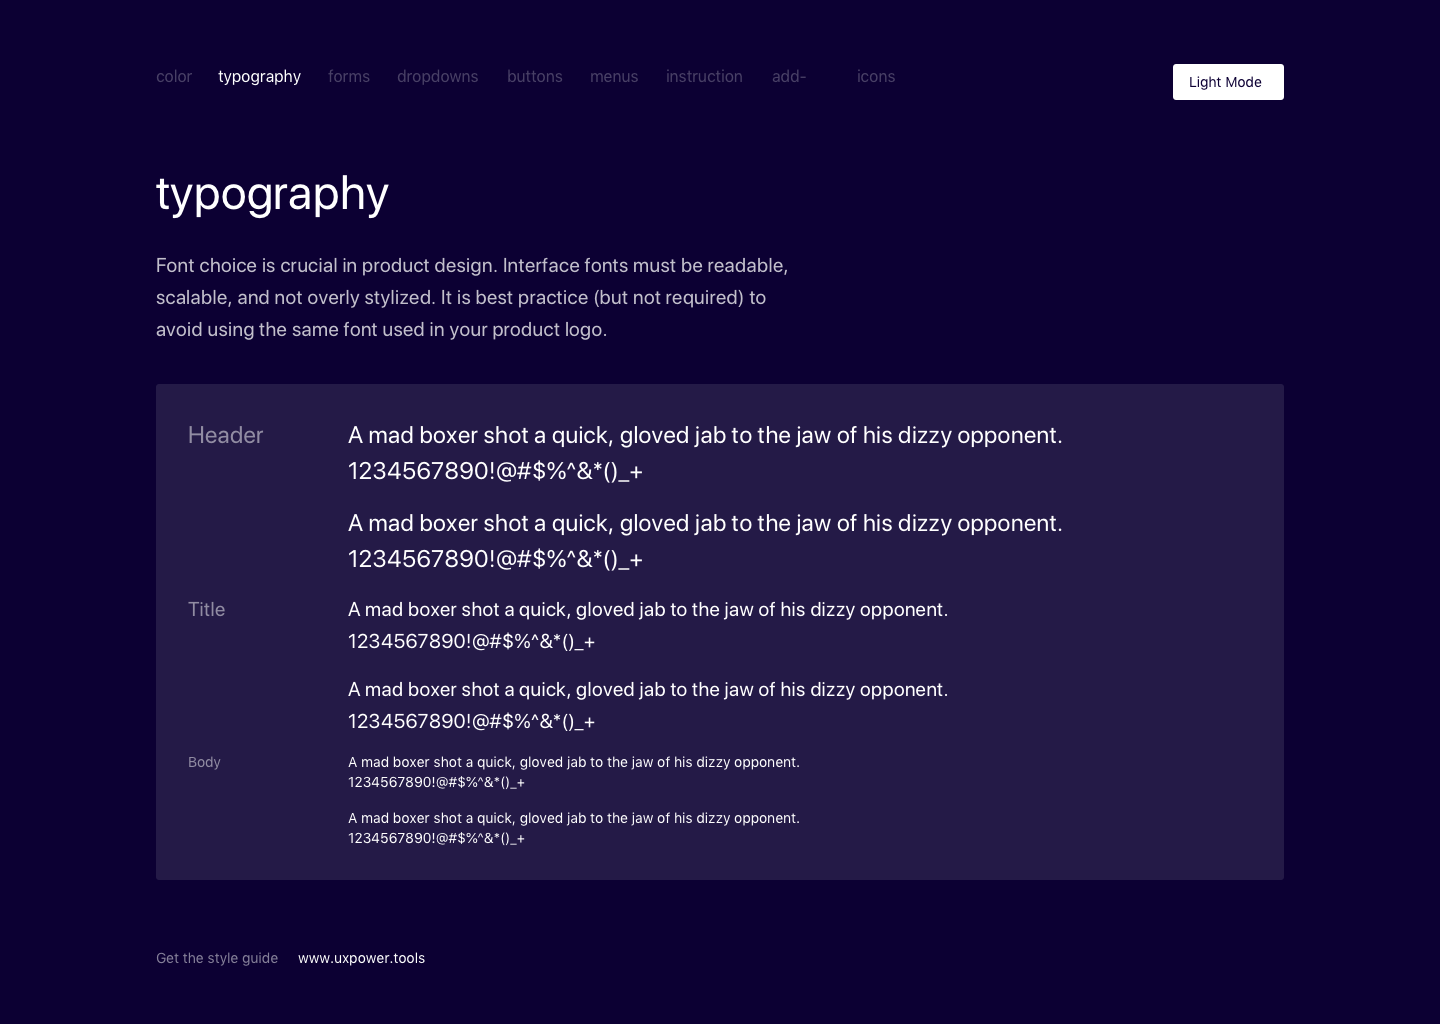 color typography forms dropdowns buttons menus instruction add- icons
Light Mode
typography
Font choice is crucial in product design. Interface fonts must be readable,
scalable, and not overly stylized. It is best practice (but not required) to
avoid using the same font used in your product logo.
Header
A mad boxer shot a quick, gloved jab to the jaw of his dizzy opponent.
1234567890!@#$%^&*()_+
A mad boxer shot a quick, gloved jab to the jaw of his dizzy opponent.
1234567890!@#$%^&*()_+
Title
A mad boxer shot a quick, gloved jab to the jaw of his dizzy opponent.
1234567890!@#$%^&*()_+
A mad boxer shot a quick, gloved jab to the jaw of his dizzy opponent.
1234567890!@#$%^&*()_+
Body
A mad boxer shot a quick, gloved jab to the jaw of his dizzy opponent.
1234567890!@#$%^&*()_+
A mad boxer shot a quick, gloved jab to the jaw of his dizzy opponent.
1234567890!@#$%^&*()_+
Get the style guide www.uxpower.tools